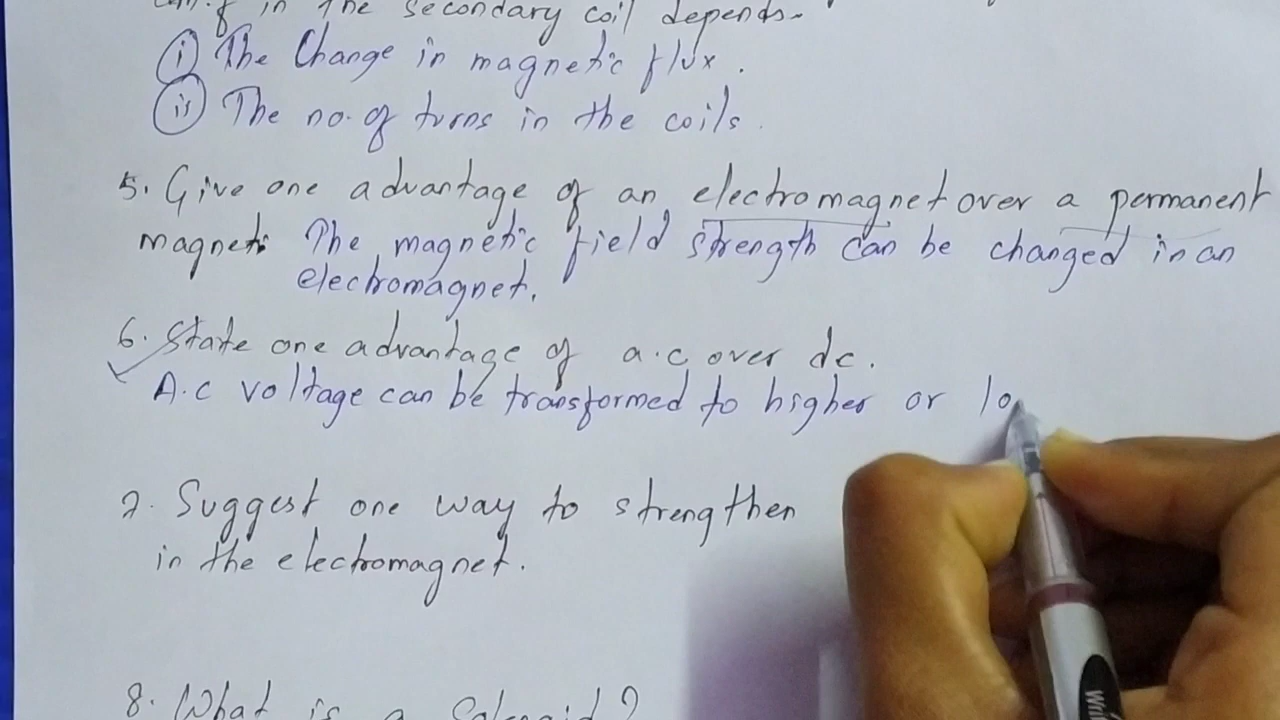 in the secondary coil depends-
(i) The Change in magnetic flux.
(ii) The no. of turns in the coils.
5. Give one advantage of an electromagnet over a permanent
magnet. The magnetic field strength can be changed in an
electromagnet.
6. State one advantage of a.c over dc.
A.C voltage can be transformed to higher or lo
7. Suggest one way to strengthen
in the electromagnet.
8. What is a Solenoid?
Wri